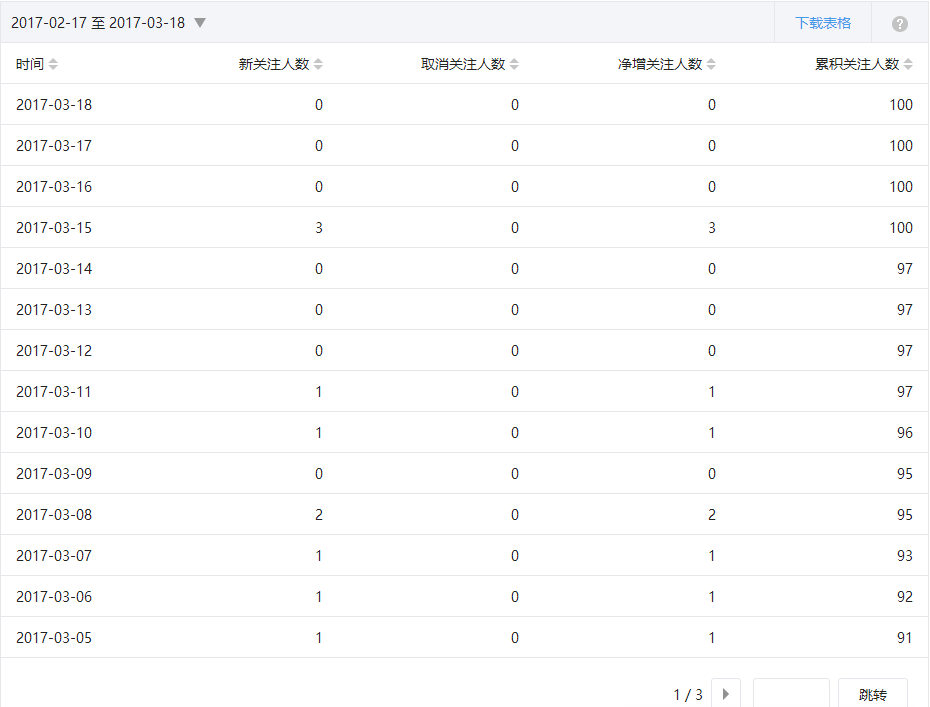 2017-02-17 至 2017-03-18 下载表格 ?
时间 新关注人数 取消关注人数 净增关注人数 累积关注人数
2017-03-18 0 0 0 100
2017-03-17 0 0 0 100
2017-03-16 0 0 0 100
2017-03-15 3 0 3 100
2017-03-14 0 0 0 97
2017-03-13 0 0 0 97
2017-03-12 0 0 0 97
2017-03-11 1 0 1 97
2017-03-10 1 0 1 96
2017-03-09 0 0 0 95
2017-03-08 2 0 2 95
2017-03-07 1 0 1 93
2017-03-06 1 0 1 92
2017-03-05 1 0 1 91
1 / 3 跳转